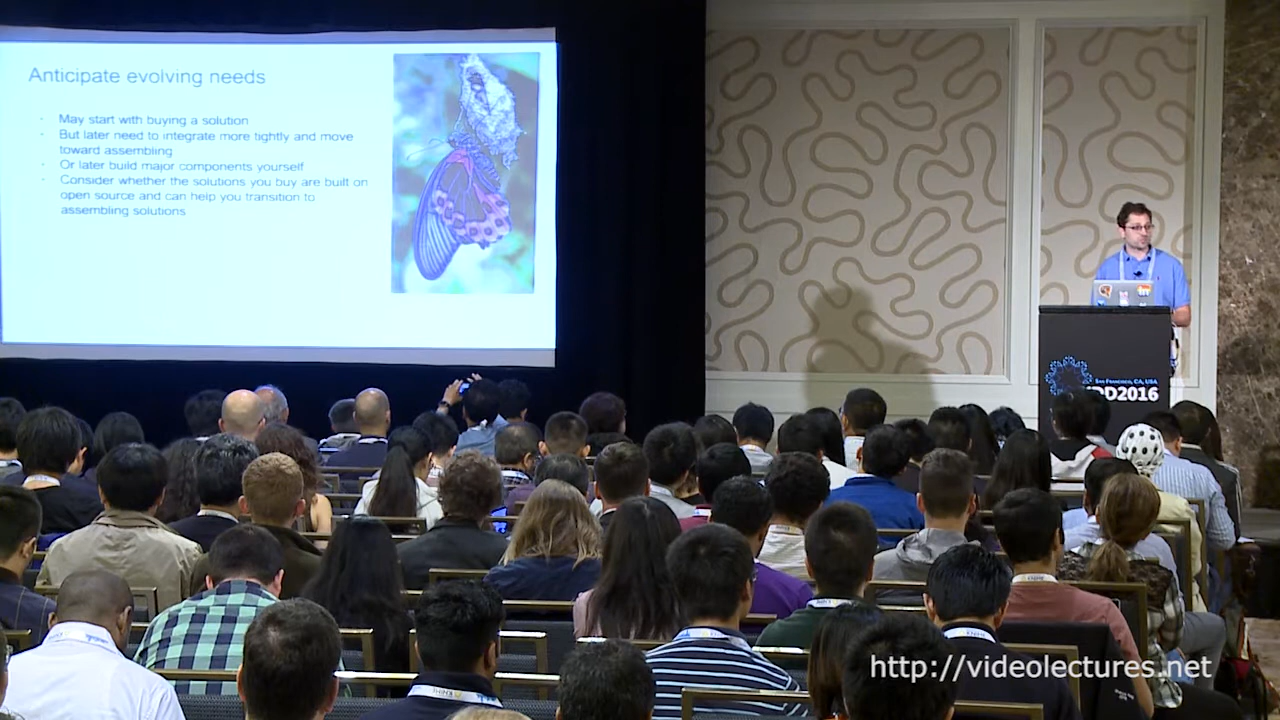 Anticipate evolving needs
May start with buying a solution
But later need to integrate more tightly and move
toward assembling
Or later build major components yourself
Consider whether the solutions you buy are built on
open source and can help you transition to
assembling solutions
SAN FRANCISCO, CA, USA
KDD2016
http://videolectures.net